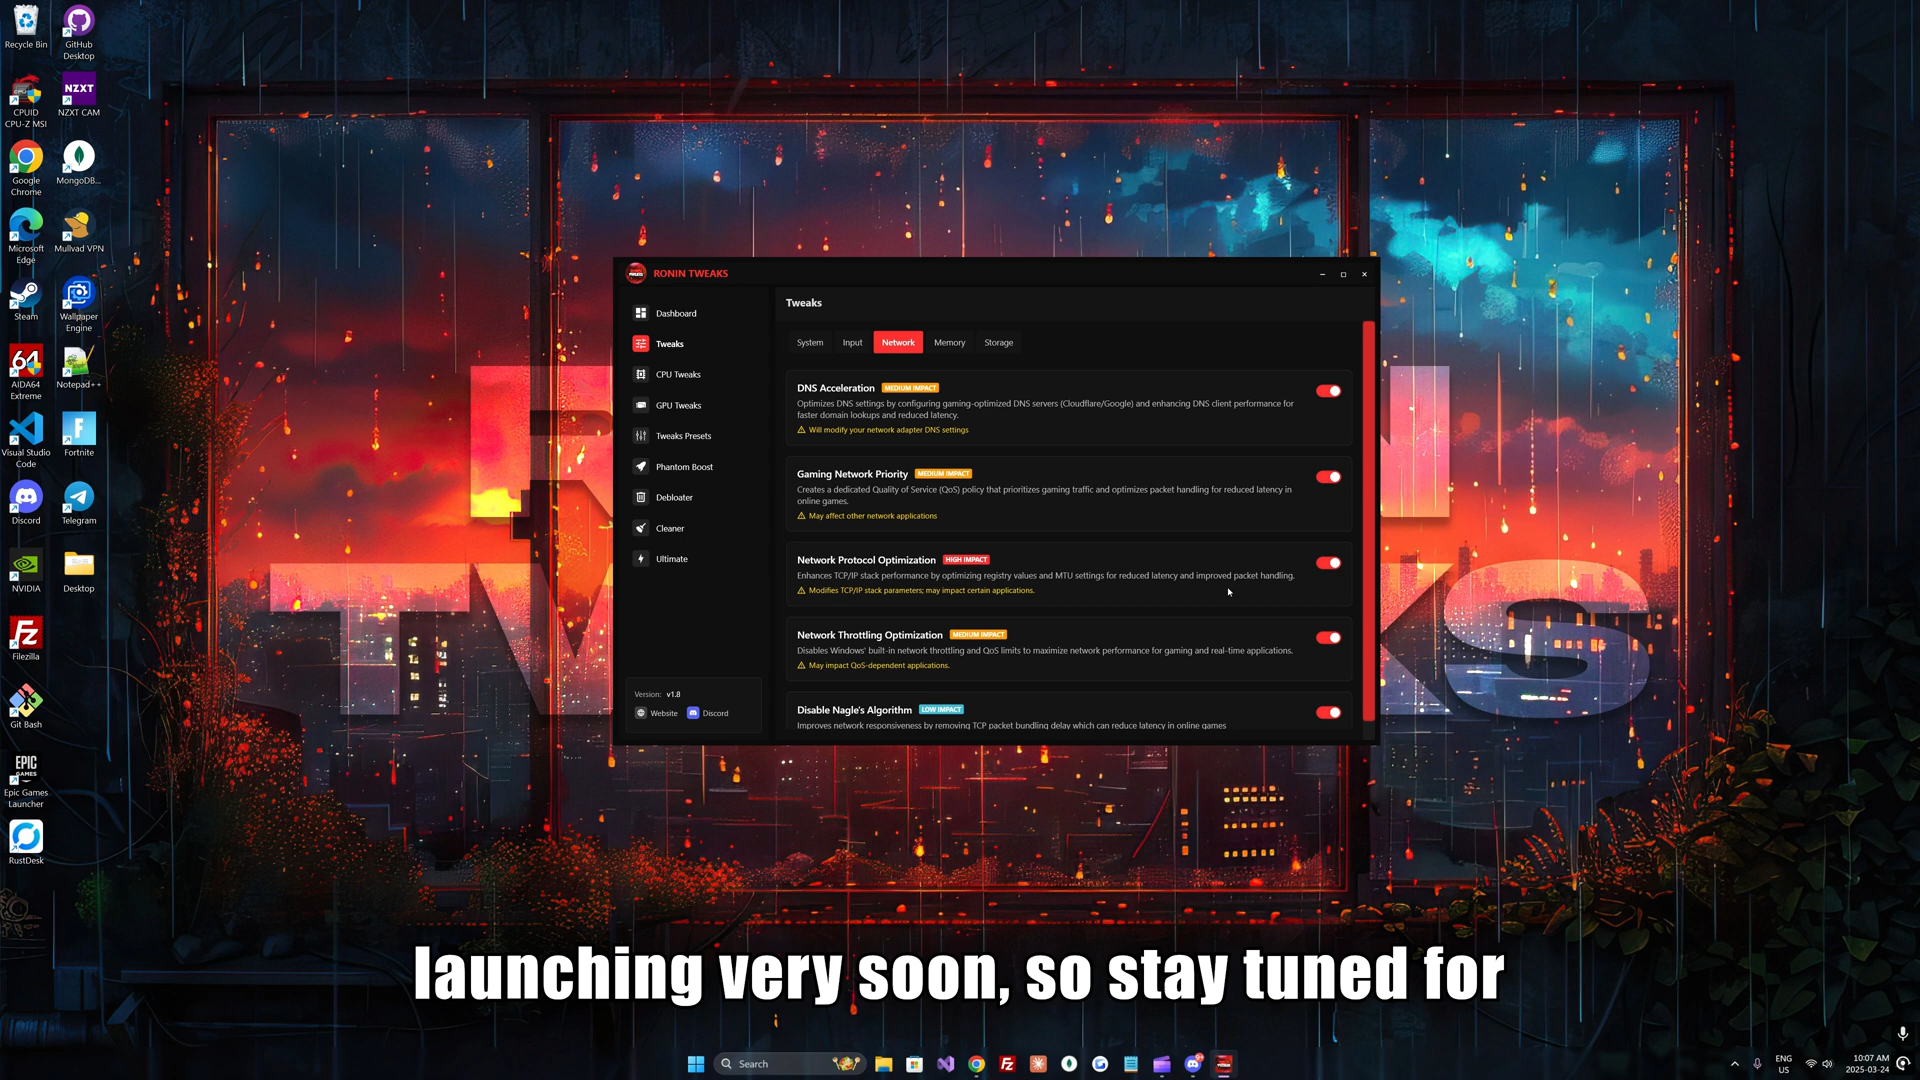 Recycle Bin
GitHub
Desktop
CPUID
CPU-Z MSI
NZXT
NZXT CAM
Google
Chrome
MongoDB...
Microsoft
Edge
Mullvad VPN
Steam
Wallpaper
Engine
64
AIDA64
Extreme
Notepad++
Visual Studio
Code
Fortnite
Discord
Telegram
NVIDIA
Desktop
Fz
Filezilla
Git Bash
EPIC
GAMES
Epic Games
Launcher
RustDesk
RONIN TWEAKS
Dashboard
Tweaks
CPU Tweaks
GPU Tweaks
Tweaks Presets
Phantom Boost
Debloater
Cleaner
Ultimate
Version: v1.8
Website Discord
Tweaks
System Input Network Memory Storage
DNS Acceleration MEDIUM IMPACT
Optimizes DNS settings by configuring gaming-optimized DNS servers (Cloudflare/Google) and enhancing DNS client performance for
faster domain lookups and reduced latency.
Will modify your network adapter DNS settings
Gaming Network Priority MEDIUM IMPACT
Creates a dedicated Quality of Service (QoS) policy that prioritizes gaming traffic and optimizes packet handling for reduced latency in
online games.
May affect other network applications
Network Protocol Optimization HIGH IMPACT
Enhances TCP/IP stack performance by optimizing registry values and MTU settings for reduced latency and improved packet handling.
Modifies TCP/IP stack parameters; may impact certain applications.
Network Throttling Optimization MEDIUM IMPACT
Disables Windows' built-in network throttling and QoS limits to maximize network performance for gaming and real-time applications.
May impact QoS-dependent applications.
Disable Nagle's Algorithm LOW IMPACT
Improves network responsiveness by removing TCP packet bundling delay which can reduce latency in online games
launching very soon, so stay tuned for
Search
ENG
US
10:07 AM
2025-03-24